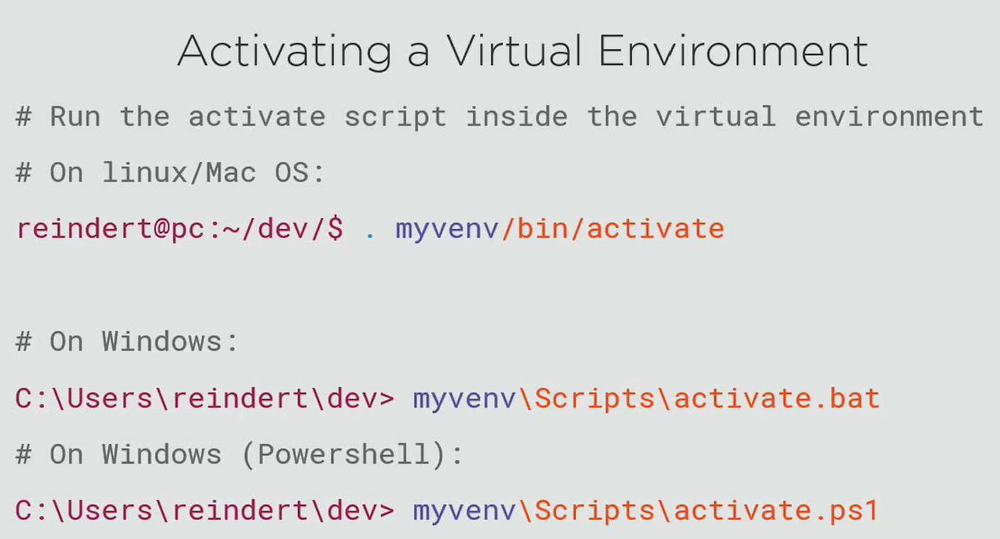 Activating a Virtual Environment
# Run the activate script inside the virtual environment
# On linux/Mac OS:
reindert@pc:~/dev/$ . myvenv/bin/activate
# On Windows:
C:\Users\reindert\dev> myvenv\Scripts\activate.bat
# On Windows (Powershell):
C:\Users\reindert\dev> myvenv\Scripts\activate.ps1